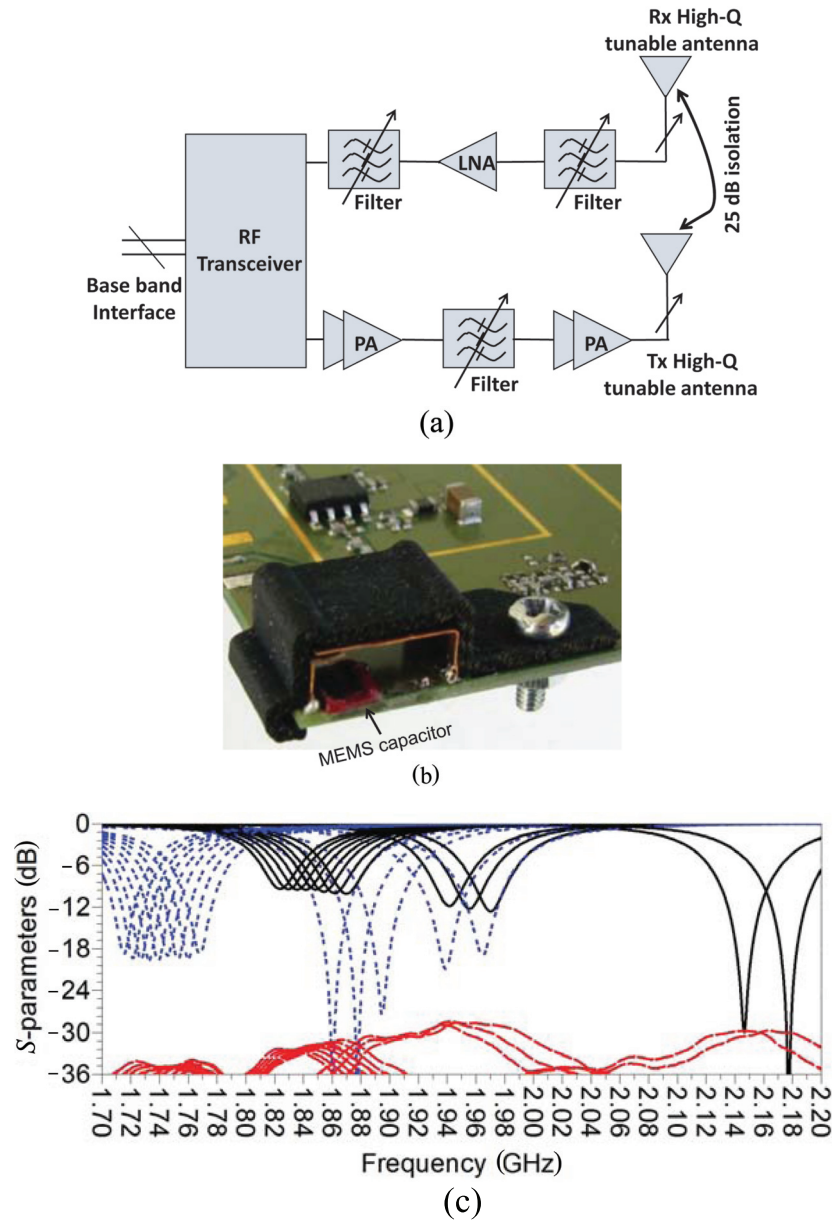 Rx High-Q
tunable antenna
LNA
Filter
Filter
25 dB isolation
RF
Transceiver
Base band
Interface
PA
PA
Filter
Tx High-Q
tunable antenna
(a)
MEMS capacitor
(b)
S-parameters (dB)
0
-6
-12
-18
-24
-30
-36
1.70
1.72
1.74
1.76
1.78
1.80
1.82
1.84
1.86
1.88
1.90
1.92
1.94
1.96
1.98
2.00
2.02
2.04
2.06
2.08
2.10
2.12
2.14
2.16
2.18
2.20
Frequency (GHz)
(c)